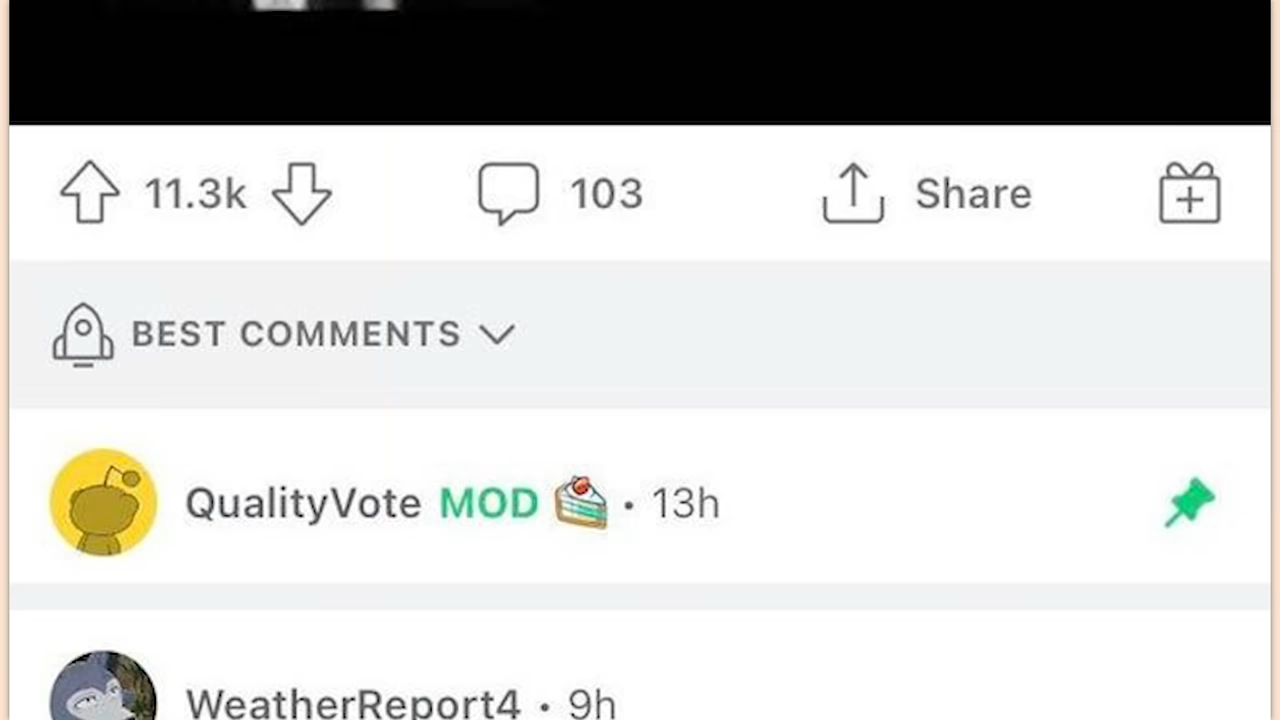 11.3k 103 Share
BEST COMMENTS
QualityVote MOD • 13h
WeatherReport4 • 9h